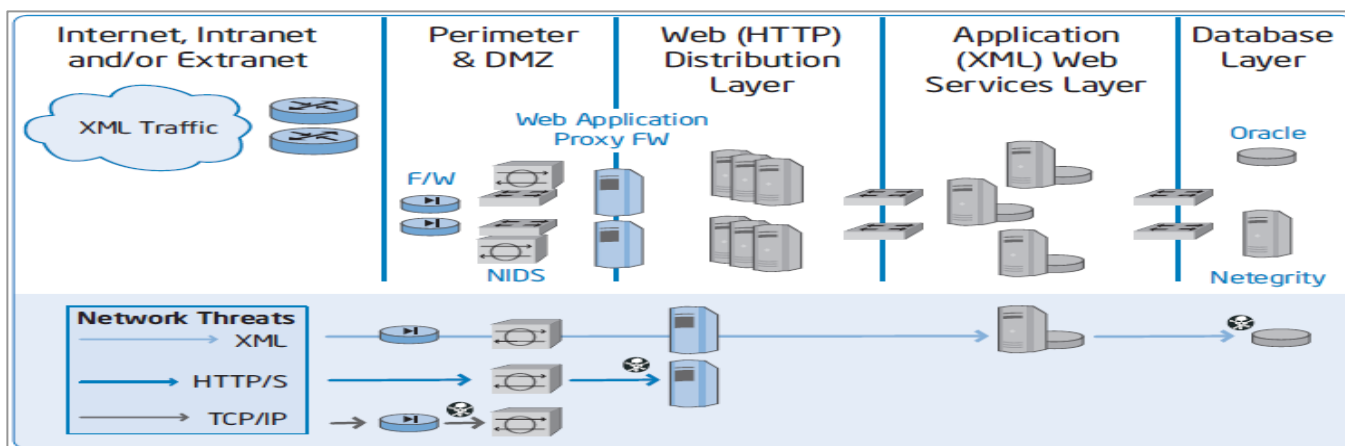 Internet, Intranet
and/or Extranet
Perimeter
& DMZ
Web (HTTP)
Distribution
Layer
Application
(XML) Web
Services Layer
Database
Layer
XML Traffic
Web Application
Proxy FW
F/W
NIDS
Oracle
Netegrity
Network Threats
XML
HTTP/S
TCP/IP